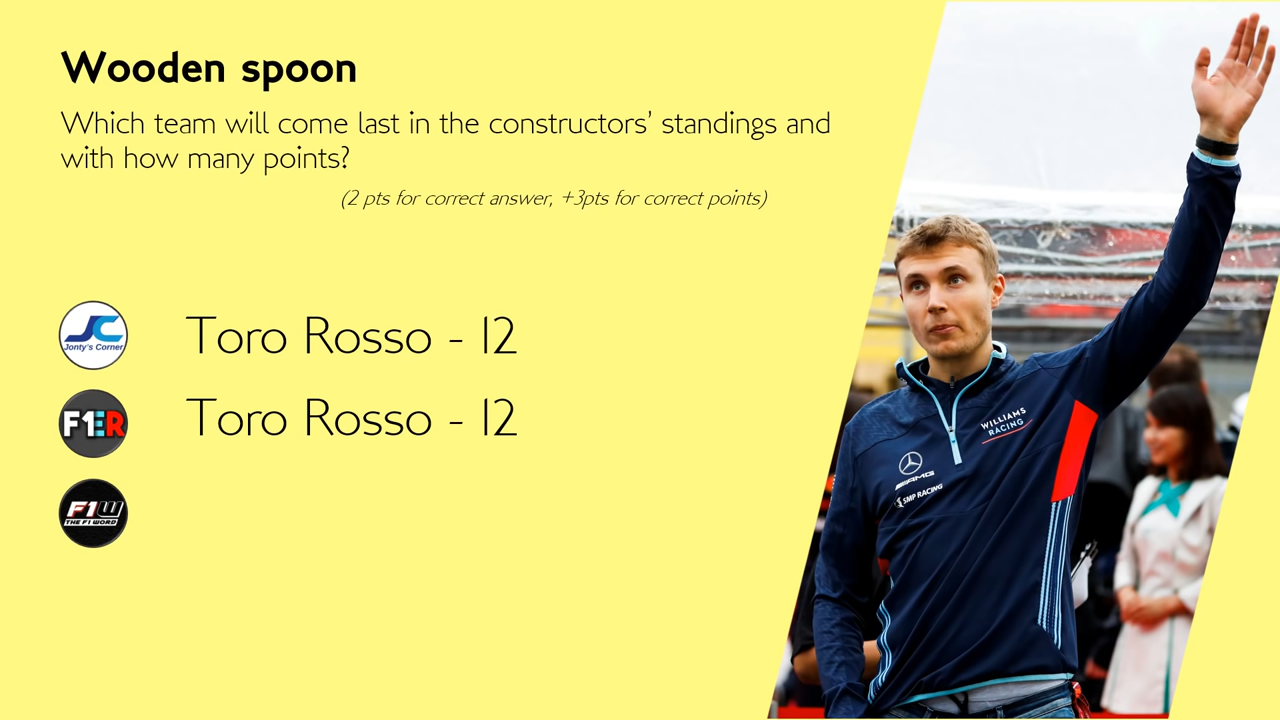 Wooden spoon
Which team will come last in the constructors' standings and
with how many points?
(2 pts for correct answer, +3pts for correct points)
JC
Jonty's Corner
Toro Rosso - 12
F1ER
Toro Rosso - 12
F1W
THE F1 WORD
WILLIAMS
RACING
AMG
SMP RACING